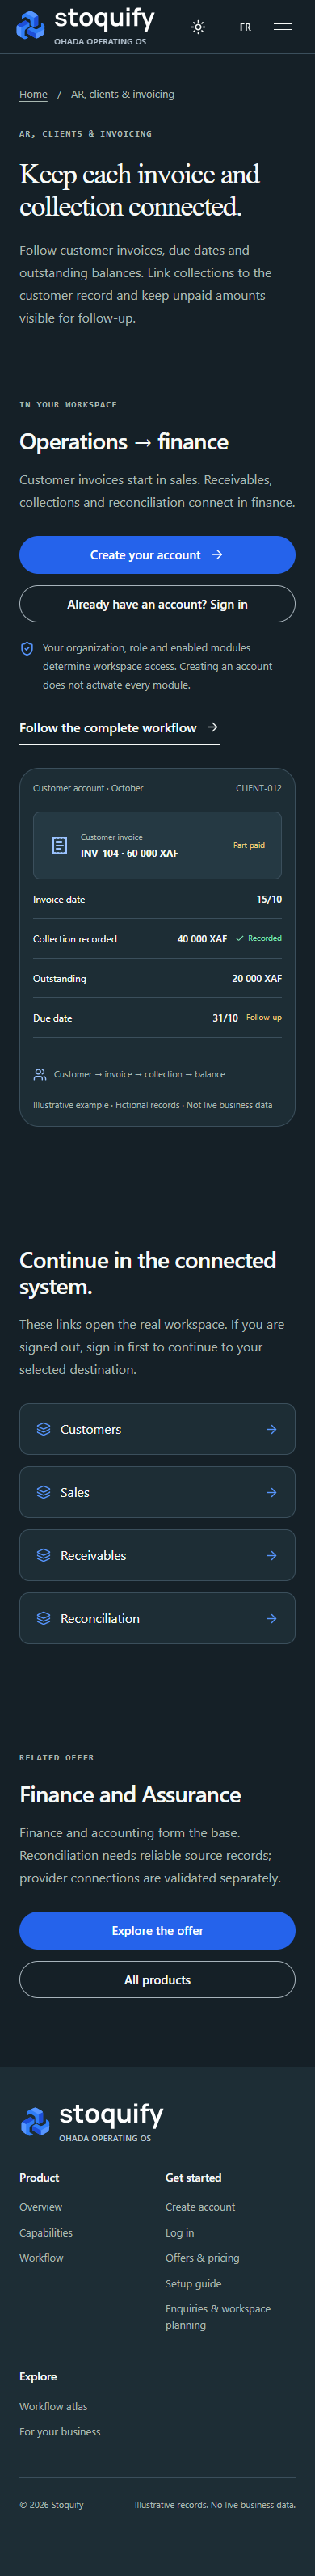 stoquify
OHADA OPERATING OS
FR
Home / AR, clients & invoicing
AR, CLIENTS & INVOICING
Keep each invoice and
collection connected.
Follow customer invoices, due dates and
outstanding balances. Link collections to the
customer record and keep unpaid amounts
visible for follow-up.
IN YOUR WORKSPACE
Operations → finance
Customer invoices start in sales. Receivables,
collections and reconciliation connect in finance.
Create your account →
Already have an account? Sign in
Your organization, role and enabled modules
determine workspace access. Creating an account
does not activate every module.
Follow the complete workflow →
Customer account · October CLIENT-012
Customer invoice
INV-104 · 60 000 XAF Part paid
Invoice date 15/10
Collection recorded 40 000 XAF ✓ Recorded
Outstanding 20 000 XAF
Due date 31/10 Follow-up
Customer → invoice → collection → balance
Illustrative example · Fictional records · Not live business data
Continue in the connected
system.
These links open the real workspace. If you are
signed out, sign in first to continue to your
selected destination.
Customers →
Sales →
Receivables →
Reconciliation →
RELATED OFFER
Finance and Assurance
Finance and accounting form the base.
Reconciliation needs reliable source records;
provider connections are validated separately.
Explore the offer
All products
stoquify
OHADA OPERATING OS
Product
Overview
Capabilities
Workflow
Get started
Create account
Log in
Offers & pricing
Setup guide
Enquiries & workspace
planning
Explore
Workflow atlas
For your business
© 2026 Stoquify Illustrative records. No live business data.